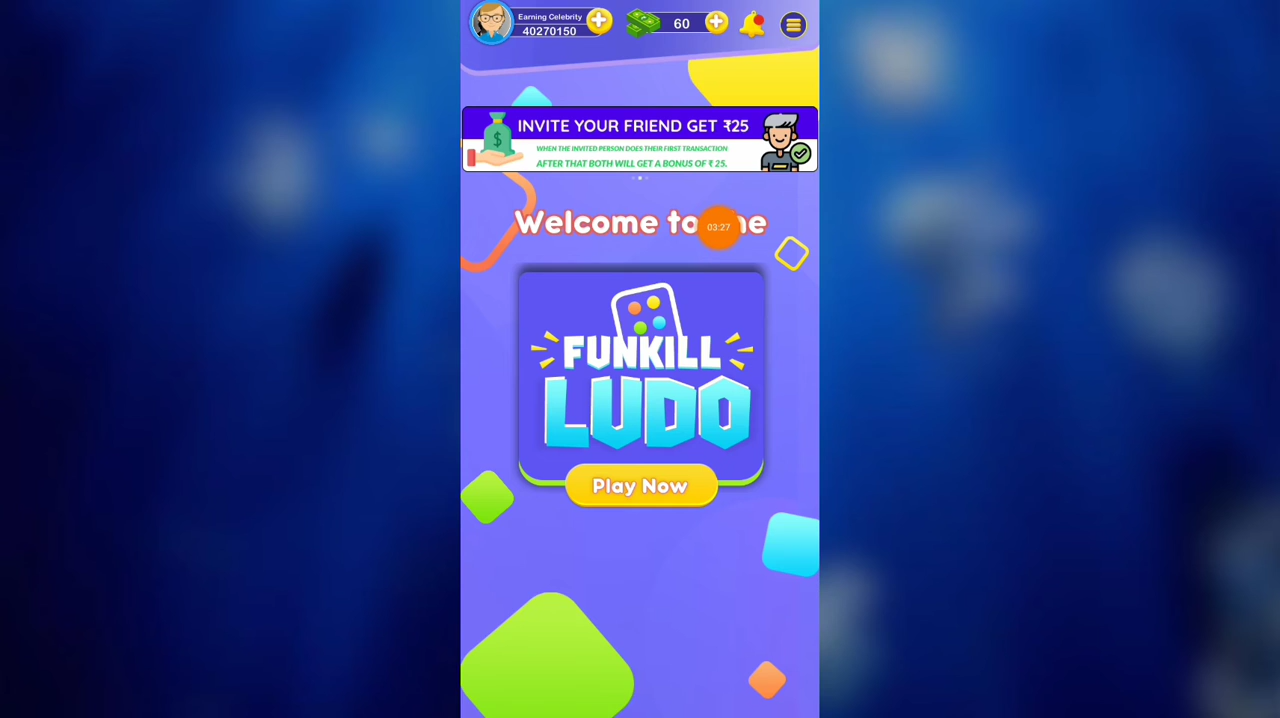 Earning Celebrity
40270150
60
INVITE YOUR FRIEND GET ₹25
WHEN THE INVITED PERSON DOES THEIR FIRST TRANSACTION
AFTER THAT BOTH WILL GET A BONUS OF ₹ 25.
Welcome to
03:27
FUNKILL
LUDO
Play Now